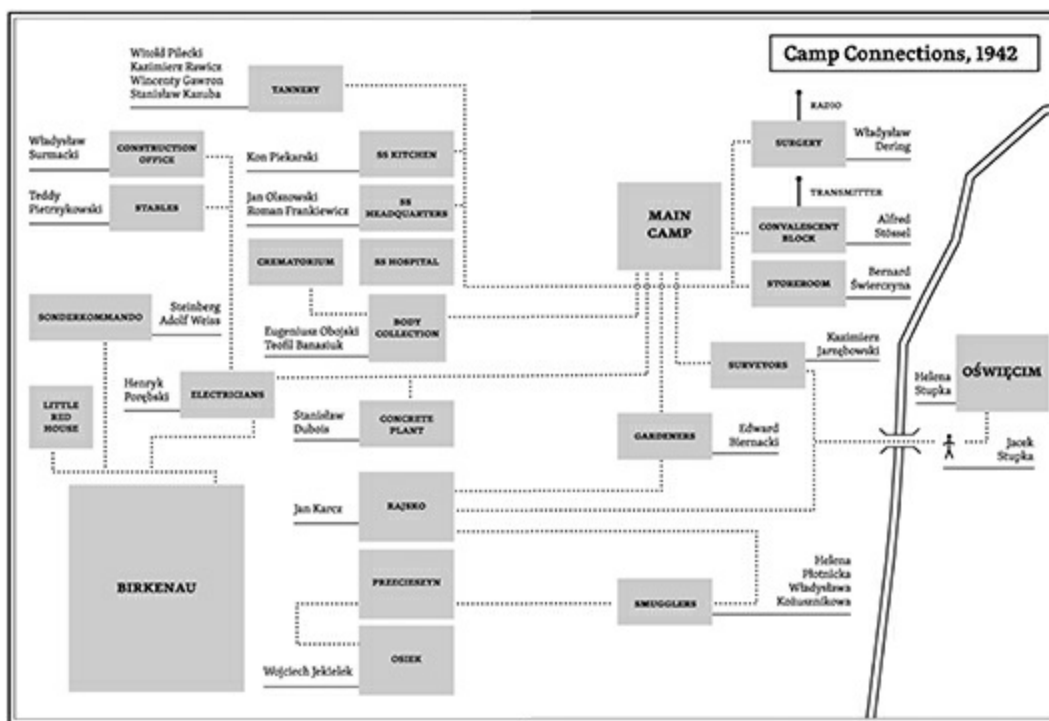 Camp Connections, 1942
Witold Pilecki
Kazimierz Rawicz
Wincenty Gawron
Stanisław Kazuba
TANNERY
Władysław
Surmacki
CONSTRUCTION
OFFICE
Teddy
Pietrzykowski
STABLES
Kon Piekarski
SS KITCHEN
Jan Olszowski
Roman Frankiewicz
SS
HEADQUARTERS
CREMATORIUM
SS HOSPITAL
MAIN
CAMP
RADIO
SURGERY
Władysław
Dering
TRANSMITTER
CONVALESCENT
BLOCK
Alfred
Stössel
STOREROOM
Bernard
Świerczyna
SONDERKOMMANDO
Steinberg
Adolf Weiss
Eugeniusz Obojski
Teofil Banasiuk
BODY
COLLECTION
SURVEYORS
Kazimierz
Jarzębowski
Helena
Stupka
OŚWIĘCIM
Jacek
Stupka
LITTLE
RED
HOUSE
Henryk
Porębski
ELECTRICIANS
Stanisław
Dubois
CONCRETE
PLANT
GARDENERS
Edward
Biernacki
BIRKENAU
Jan Karcz
RAJSKO
PRZECIESZYN
SMUGGLERS
Helena
Płotnicka
Władysława
Kożusznikowa
Wojciech Jekiełek
OSIEK